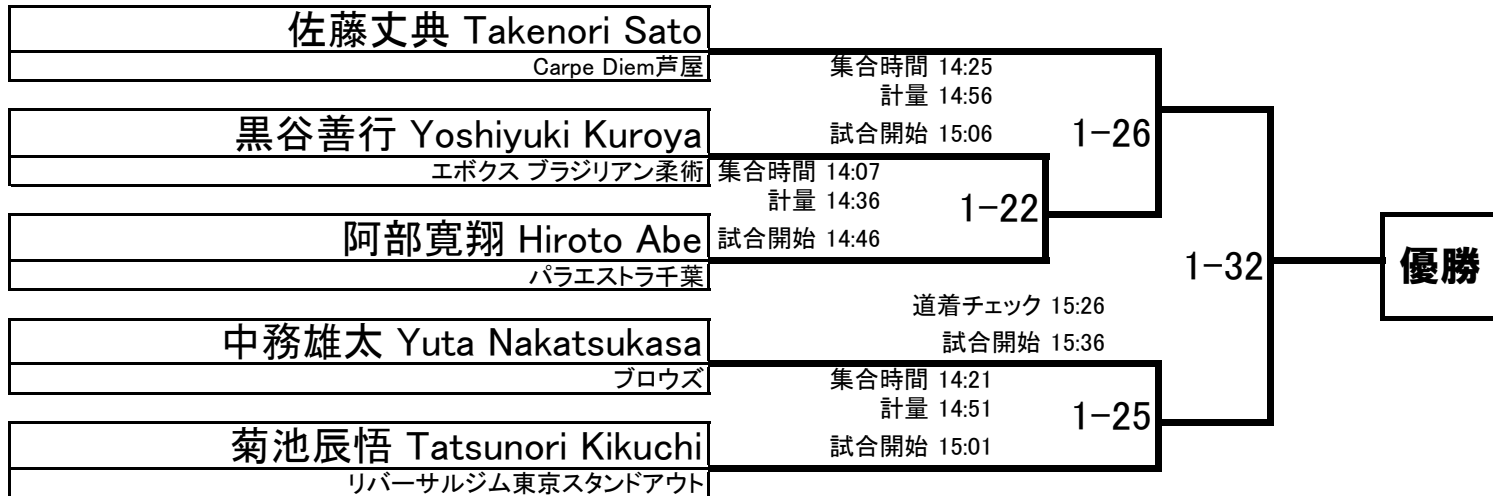 佐藤丈典 Takenori Sato
Carpe Diem芦屋
集合時間 14:25
計量 14:56
試合開始 15:06
1-26
黒谷善行 Yoshiyuki Kuroya
エボクス ブラジリアン柔術
集合時間 14:07
計量 14:36
試合開始 14:46
1-22
阿部寛翔 Hiroto Abe
パラエストラ千葉
1-32
優勝
道着チェック 15:26
試合開始 15:36
中務雄太 Yuta Nakatsukasa
ブロウズ
集合時間 14:21
計量 14:51
試合開始 15:01
1-25
菊池辰悟 Tatsunori Kikuchi
リバーサルジム東京スタンドアウト